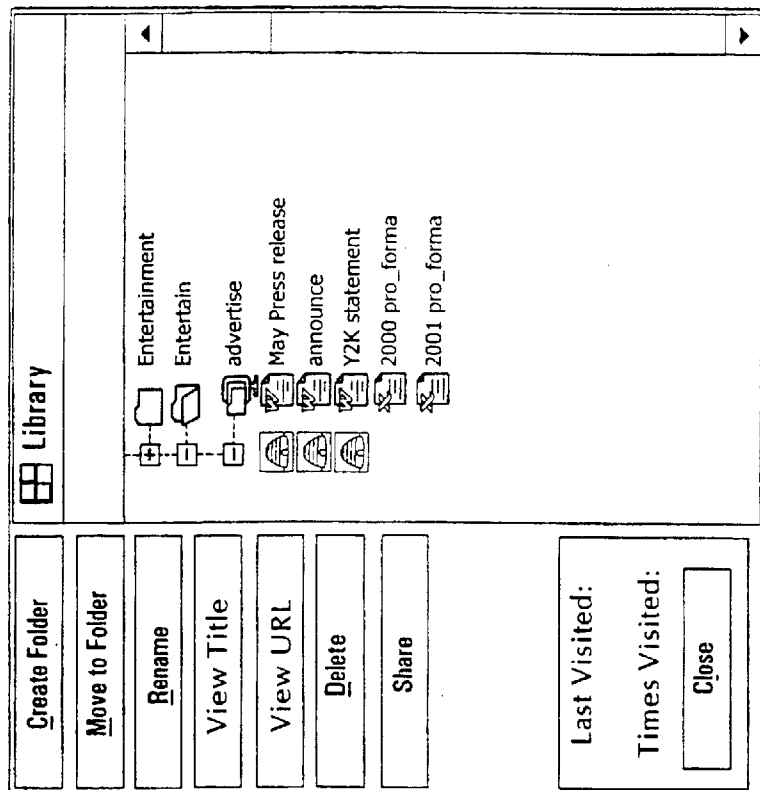 Create Folder
Move to Folder
Rename
View Title
View URL
Delete
Share
Last Visited:
Times Visited:
Close
Library
Entertainment
Entertain
advertise
May Press release
announce
Y2K statement
2000 pro_forma
2001 pro_forma